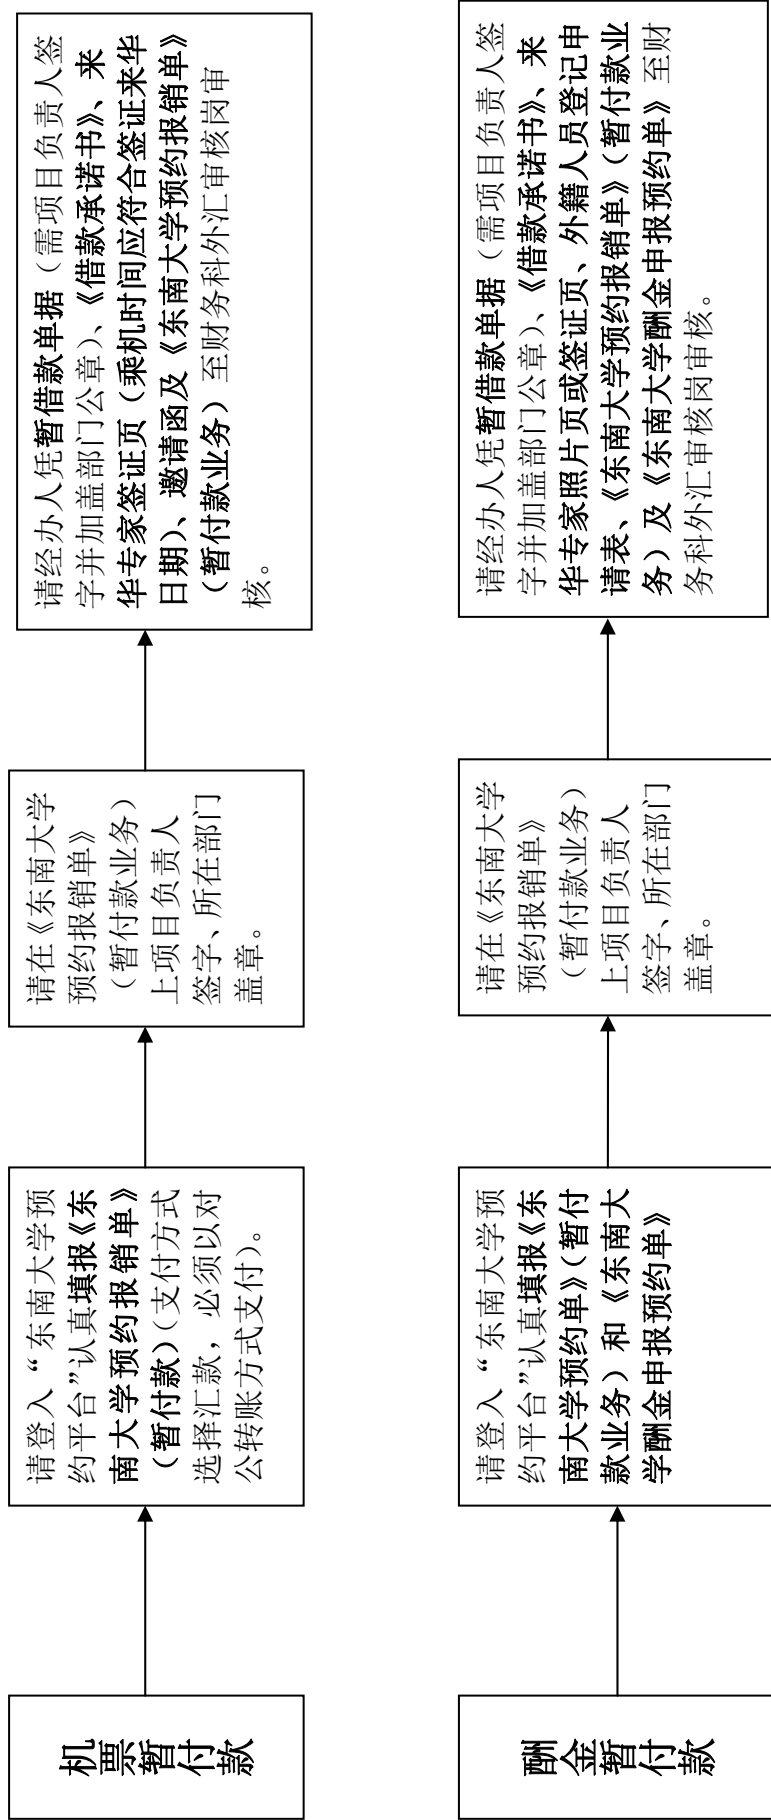 机
票
暂
付
款
请登入“东南大学预
约平台”认真填报《东
南大学预约报销单》
（暂付款）（支付方式
选择汇款，必须以对
公转账方式支付）。
请在《东南大学
预约报销单》
（暂付款业务）
上项目负责人
签字、所在部门
盖章。
请经办人凭暂借款单据（需项目负责人签
字并加盖部门公章）、《借款承诺书》、来
华专家签证页（乘机时间应符合签证来华
日期）、邀请函及《东南大学预约报销单》
（暂付款业务）至财务科外汇审核岗审
核。
酬
金
暂
付
款
请登入“东南大学预
约平台”认真填报《东
南大学预约单》（暂付
款业务）和《东南大
学酬金申报预约单》
请在《东南大学
预约报销单》
（暂付款业务）
上项目负责人
签字、所在部门
盖章。
请经办人凭暂借款单据（需项目负责人签
字并加盖部门公章）、《借款承诺书》、来
华专家照片页或签证页、外籍人员登记申
请表、《东南大学预约报销单》（暂付款业
务）及《东南大学酬金申报预约单》至财
务科外汇审核岗审核。